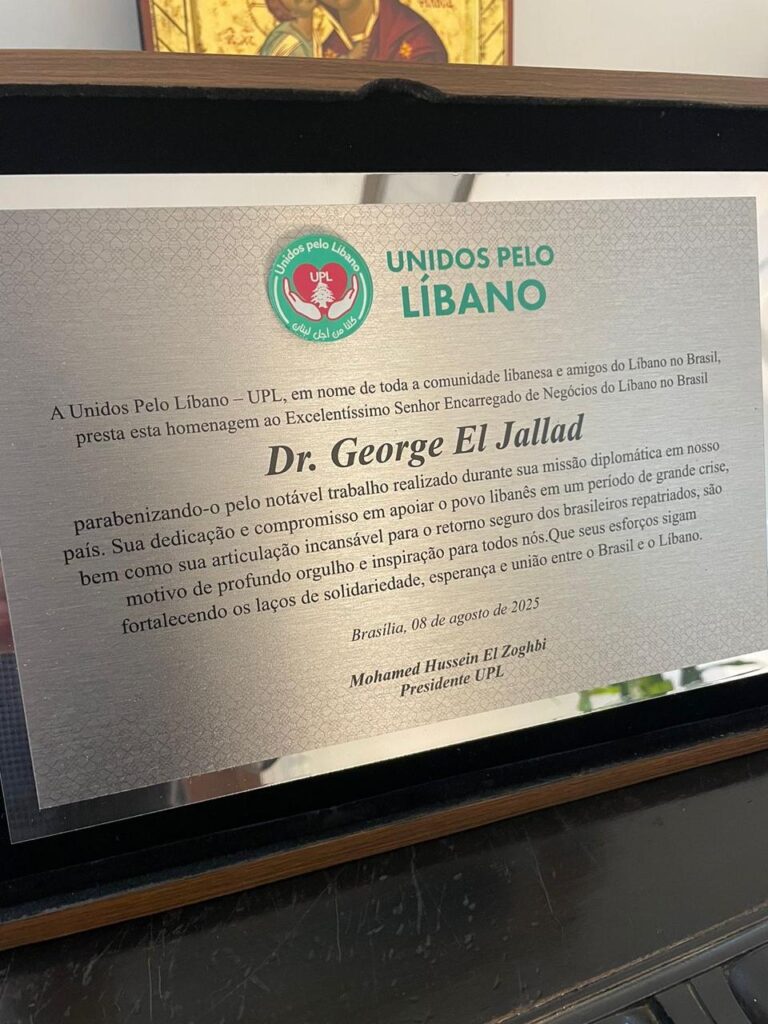 Unidos pelo Líbano
UPL
كلنا من اجل لبنان
UNIDOS PELO
LÍBANO
A Unidos Pelo Líbano – UPL, em nome de toda a comunidade libanesa e amigos do Líbano no Brasil,
presta esta homenagem ao Excelentíssimo Senhor Encarregado de Negócios do Líbano no Brasil
Dr. George El Jallad
parabenizando-o pelo notável trabalho realizado durante sua missão diplomática em nosso
país. Sua dedicação e compromisso em apoiar o povo libanês em um período de grande crise,
bem como sua articulação incansável para o retorno seguro dos brasileiros repatriados, são
motivo de profundo orgulho e inspiração para todos nós.Que seus esforços sigam
fortalecendo os laços de solidariedade, esperança e união entre o Brasil e o Líbano.
Brasília, 08 de agosto de 2025
Mohamed Hussein El Zoghbi
Presidente UPL